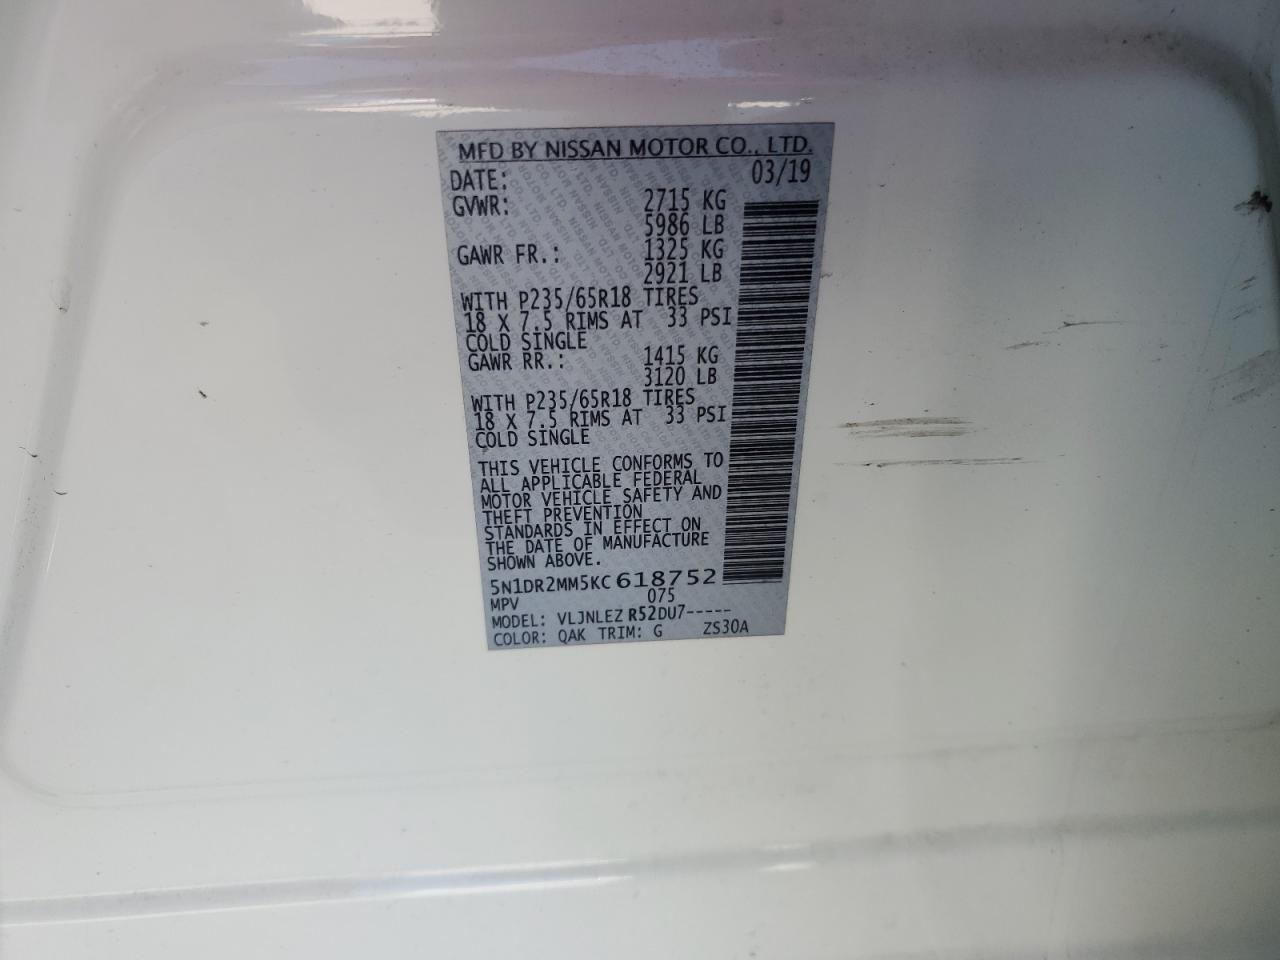 MFD BY NISSAN MOTOR CO., LTD.
DATE: 03/19
GVWR: 2715 KG
5986 LB
GAWR FR.: 1325 KG
2921 LB
WITH P235/65R18 TIRES
18 X 7.5 RIMS AT 33 PSI
COLD SINGLE
GAWR RR.: 1415 KG
3120 LB
WITH P235/65R18 TIRES
18 X 7.5 RIMS AT 33 PSI
COLD SINGLE
THIS VEHICLE CONFORMS TO
ALL APPLICABLE FEDERAL
MOTOR VEHICLE SAFETY AND
THEFT PREVENTION
STANDARDS IN EFFECT ON
THE DATE OF MANUFACTURE
SHOWN ABOVE.
5N1DR2MM5KC618752
MPV 075
MODEL: VLJNLEZ R52DU7-----
COLOR: QAK TRIM: G ZS30A